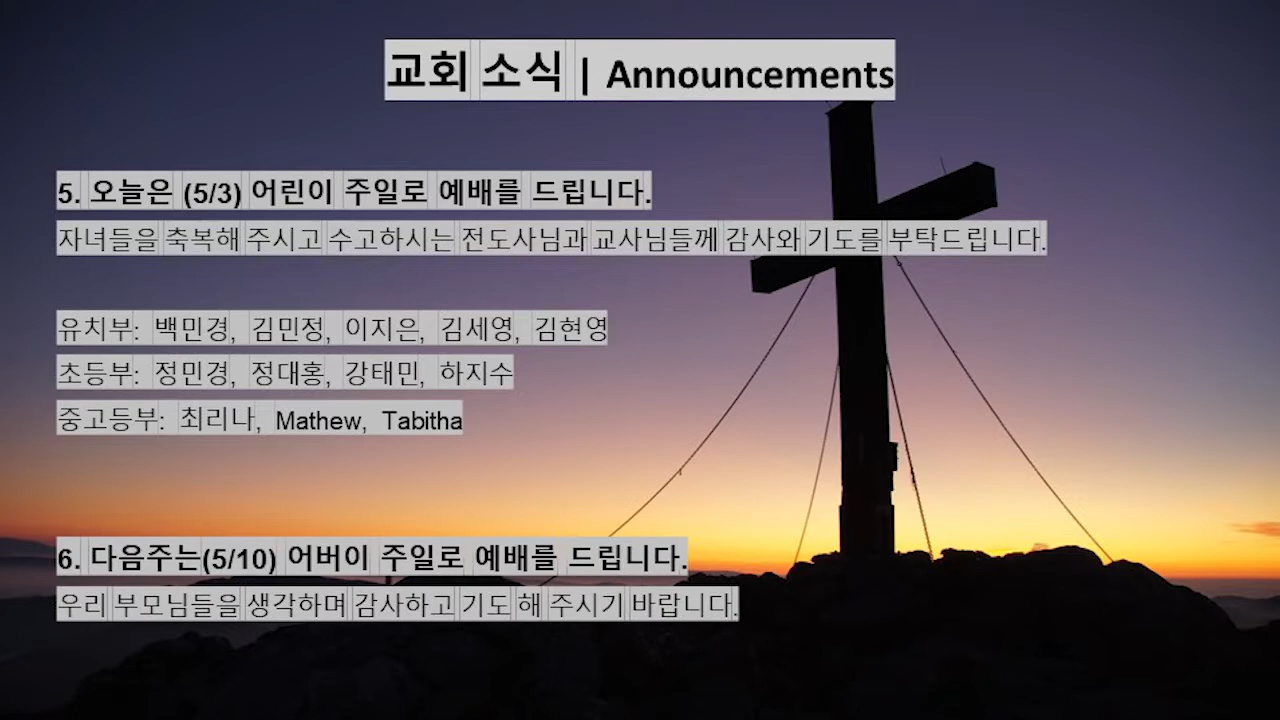 교회 소식 | Announcements
5. 오늘은 (5/3) 어린이 주일로 예배를 드립니다.
자녀들을 축복해 주시고 수고하시는 전도사님과 교사님들께 감사와 기도를 부탁드립니다.
유치부: 백민경, 김민정, 이지은, 김세영, 김현영
초등부: 정민경, 정대홍, 강태민, 하지수
중고등부: 최리나, Mathew, Tabitha
6. 다음주는(5/10) 어버이 주일로 예배를 드립니다.
우리 부모님들을 생각하며 감사하고 기도 해 주시기 바랍니다.